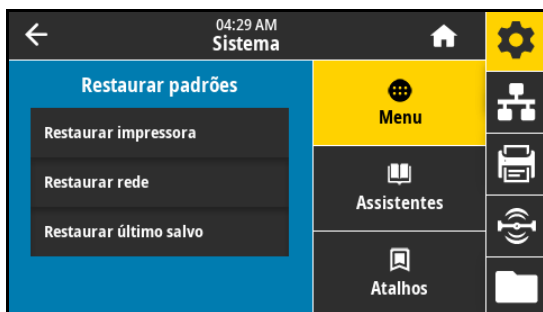 04:29 AM
Sistema
Restaurar padrões
Restaurar impressora
Restaurar rede
Restaurar último salvo
Menu
Assistentes
Atalhos